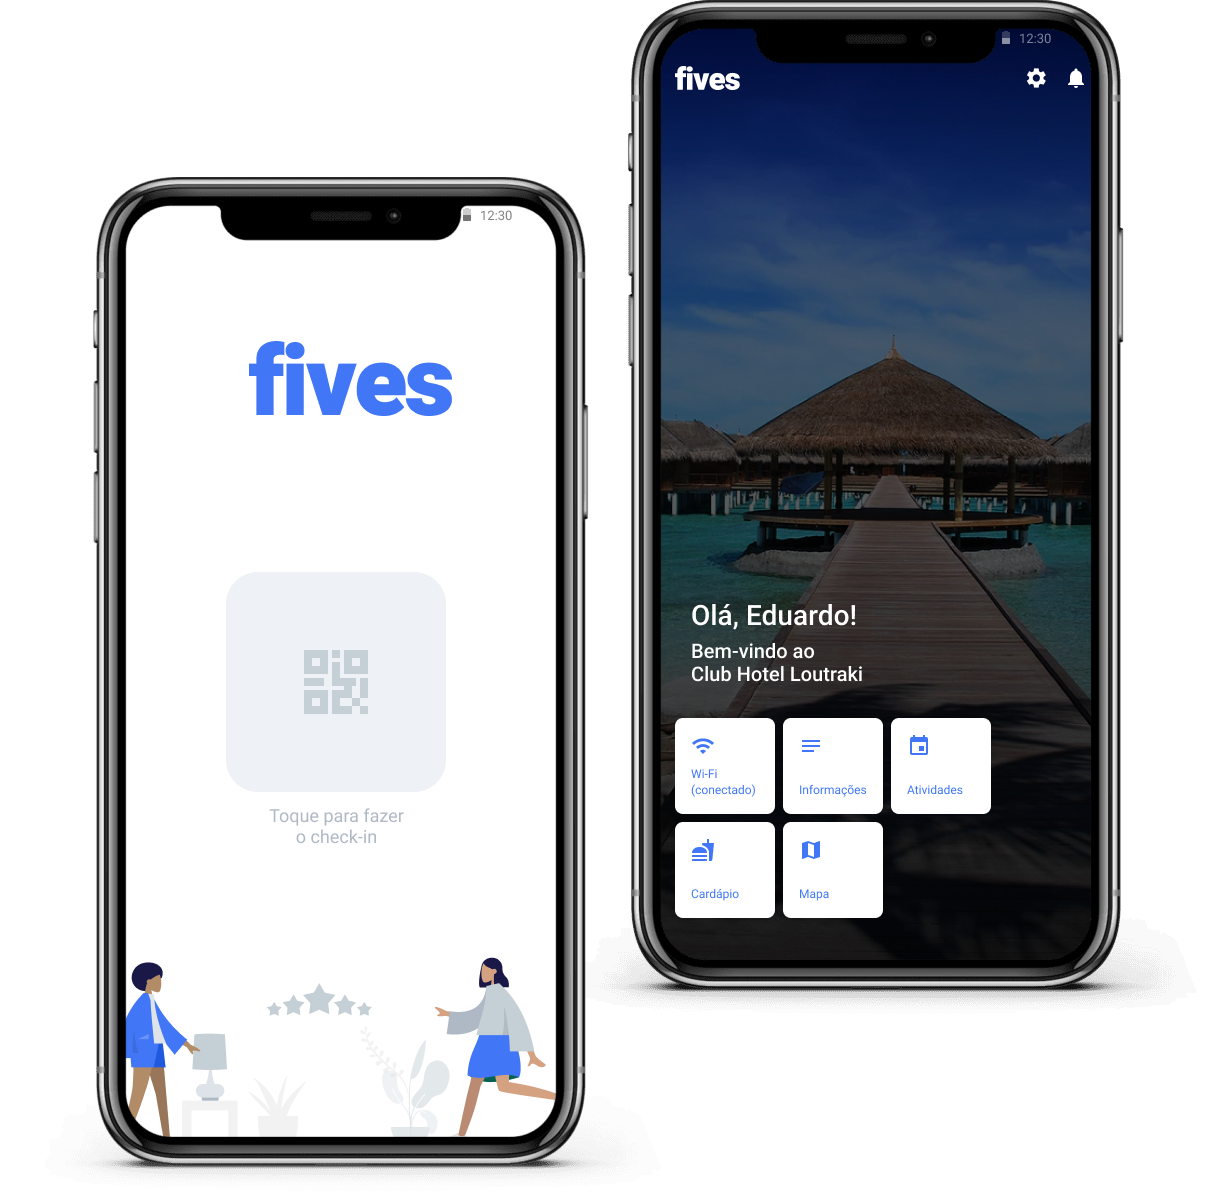 12:30
fives
Toque para fazer
o check-in
12:30
fives
Olá, Eduardo!
Bem-vindo ao
Club Hotel Loutraki
Wi-Fi
(conectado)
Informações
Atividades
Cardápio
Mapa